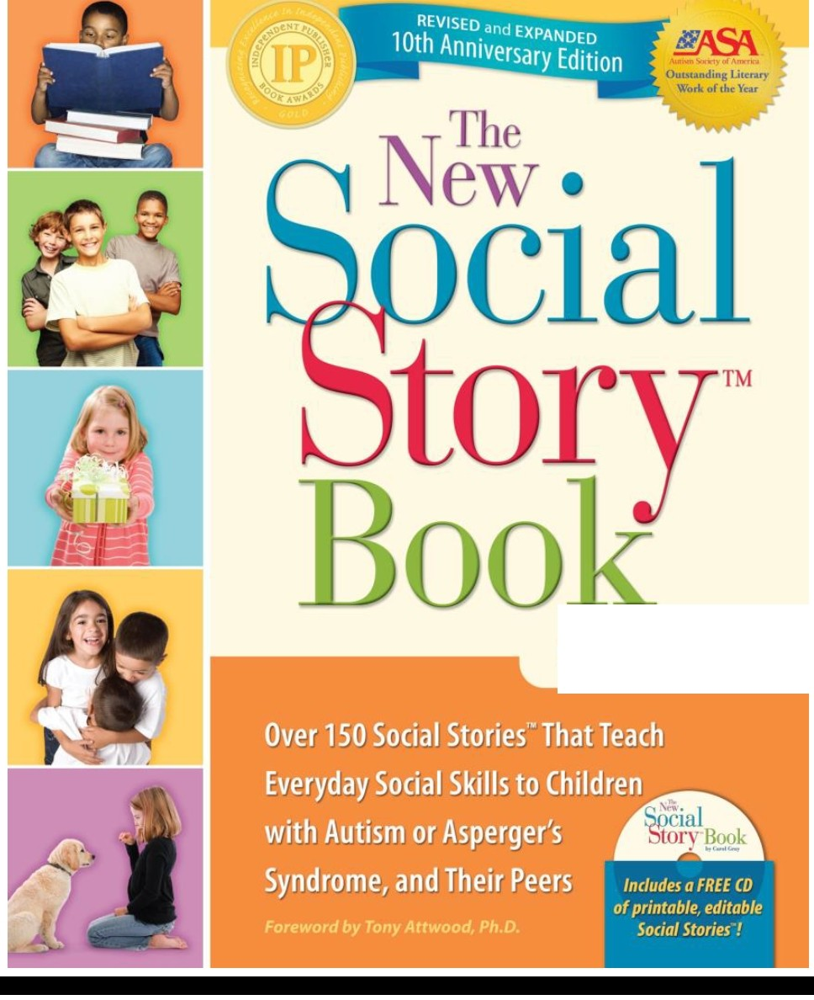 Recognizing Excellence in Independent Publishing
INDEPENDENT PUBLISHER
IP
BOOK AWARDS
GOLD
REVISED and EXPANDED
10th Anniversary Edition
ASA
Autism Society of America
Outstanding Literary
Work of the Year
The
New
Social
Story™
Book
Over 150 Social Stories™ That Teach
Everyday Social Skills to Children
with Autism or Asperger's
Syndrome, and Their Peers
Foreword by Tony Attwood, Ph.D.
The
New
Social
Story™Book
by Carol Gray
Includes a FREE CD
of printable, editable
Social Stories™!